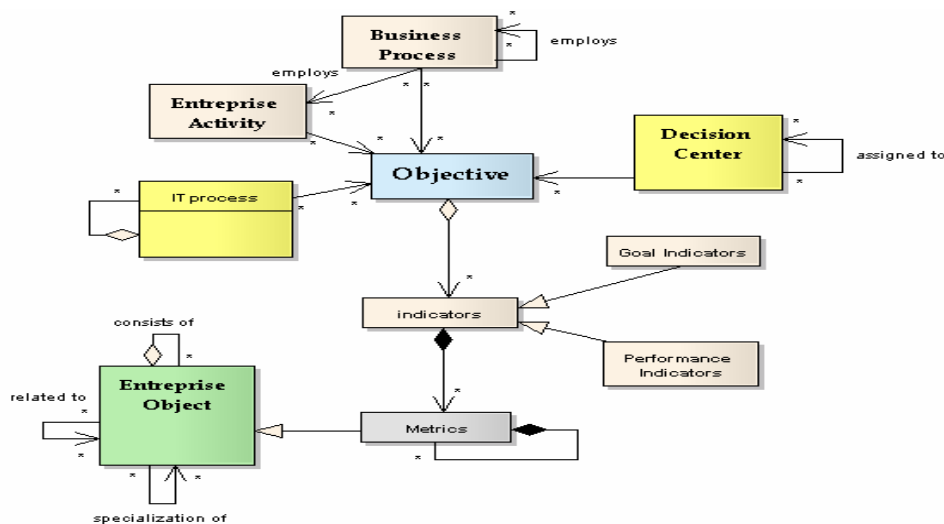 Business
Process
employs
employs
Entreprise
Activity
Decision
Center
assigned to
Objective
IT process
Goal Indicators
indicators
consists of
Performance
Indicators
Entreprise
Object
related to
Metrics
specialization of